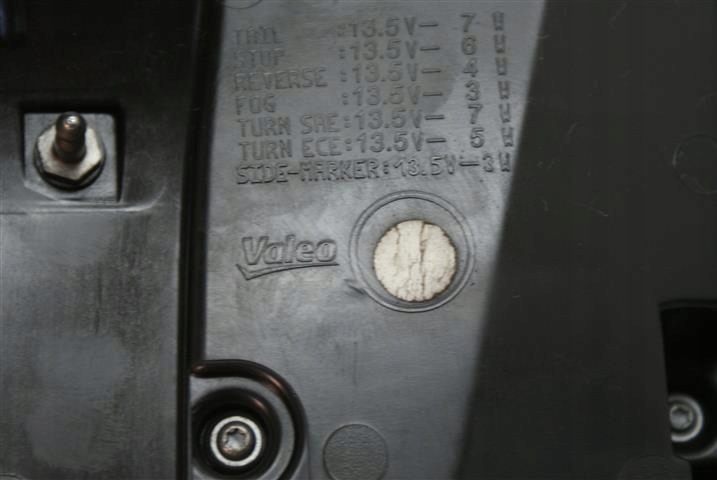 TAIL :13.5V- 7 W
STOP :13.5V- 6 W
REVERSE :13.5V- 4 W
FOG :13.5V- 3 W
TURN SAE:13.5V- 7 W
TURN ECE:13.5V- 5 W
SIDE-MARKER:13.5V-3W
Valeo